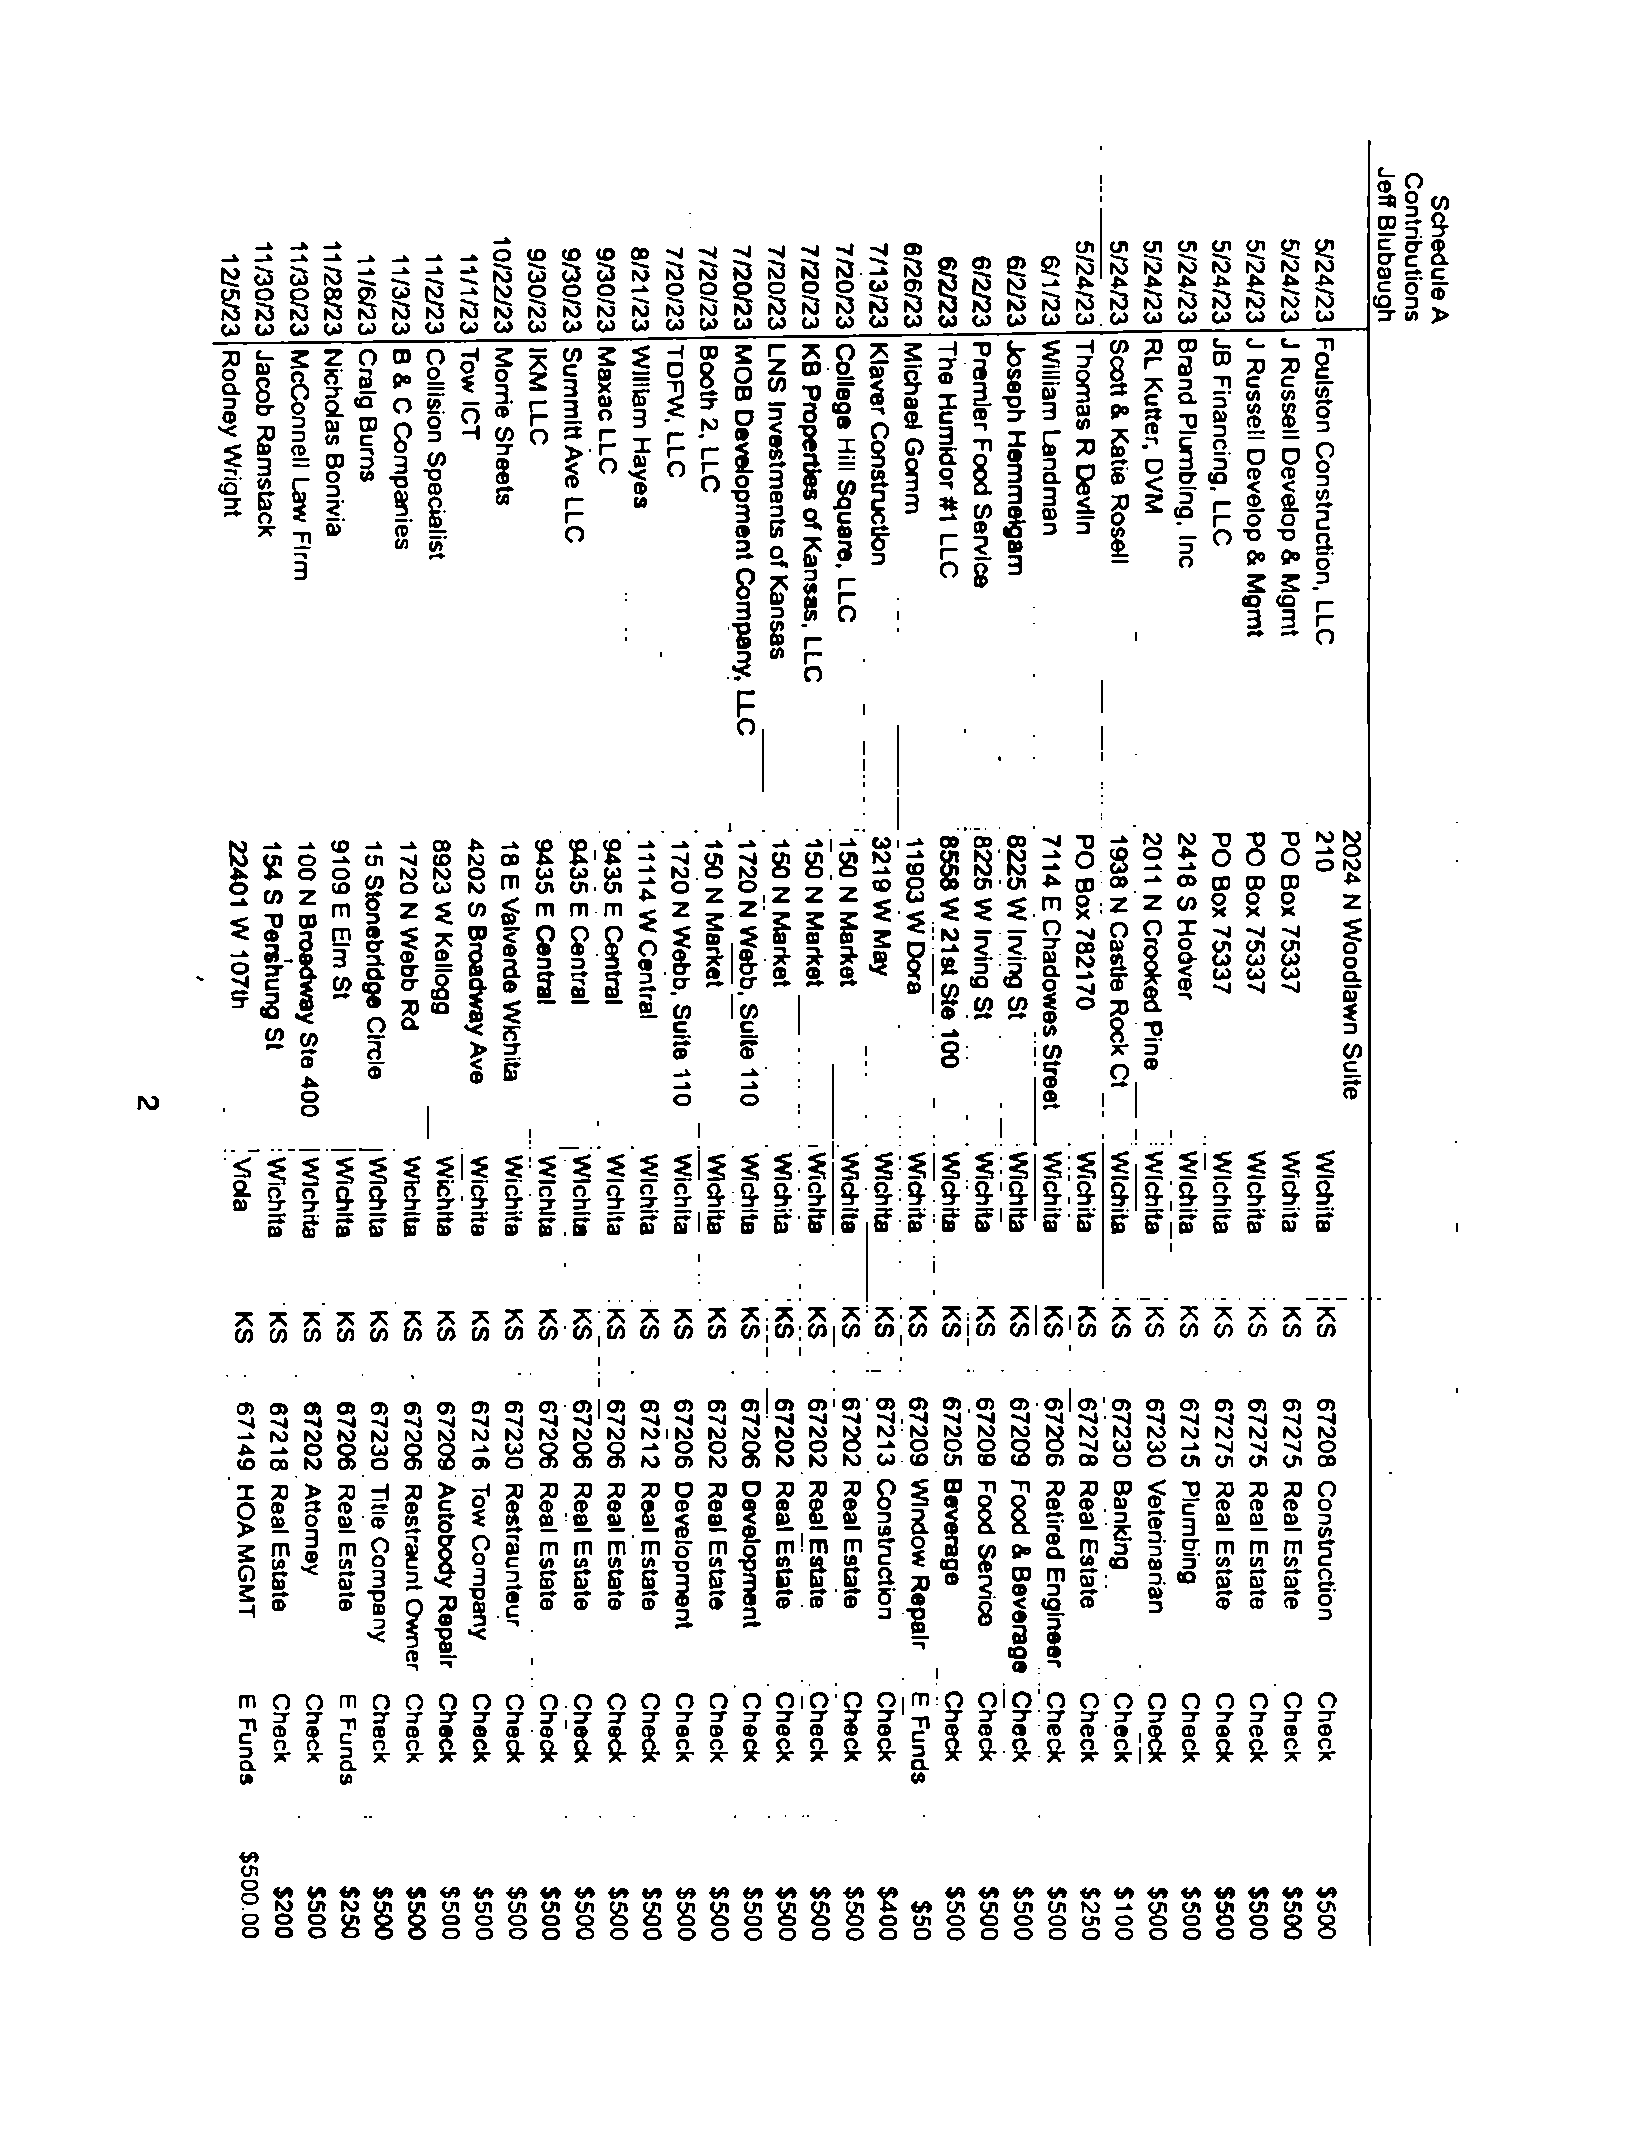 Schedule A
Contributions
Jeff Blubaugh
2024 N Woodlawn Suite
5/24/23 Foulston Construction, LLC 210 Wichita KS 67208 Construction Check $500
5/24/23 J Russell Develop & Mgmt PO Box 75337 Wichita KS 67275 Real Estate Check $500
5/24/23 J Russell Develop & Mgmt PO Box 75337 Wichita KS 67275 Real Estate Check $500
5/24/23 JB Financing, LLC PO Box 75337 Wichita KS 67275 Real Estate Check $500
5/24/23 Brand Plumbing, Inc 2418 S Hodver Wichita KS 67215 Plumbing Check $500
5/24/23 RL Kutter, DVM 2011 N Crooked Pine Wichita KS 67230 Veterinarian Check $500
5/24/23 Scott & Katie Rosell 1938 N Castle Rock Ct Wichita KS 67230 Banking Check $100
5/24/23 Thomas R Devlin PO Box 782170 Wichita KS 67278 Real Estate Check $250
6/1/23 William Landman 7114 E Chadowes Street Wichita KS 67206 Retired Engineer Check $500
6/2/23 Joseph Hemmelgarn 8225 W Irving St Wichita KS 67209 Food & Beverage Check $500
6/2/23 Premier Food Service 8225 W Irving St Wichita KS 67209 Food Service Check $500
6/2/23 The Humidor #1 LLC 8558 W 21st Ste 100 Wichita KS 67205 Beverage Check $500
6/26/23 Michael Gomm 11903 W Dora Wichita KS 67209 Window Repair E Funds $50
7/13/23 Klaver Construction 3219 W May Wichita KS 67213 Construction Check $400
7/20/23 College Hill Square, LLC 150 N Market Wichita KS 67202 Real Estate Check $500
7/20/23 KB Properties of Kansas, LLC 150 N Market Wichita KS 67202 Real Estate Check $500
7/20/23 LNS Investments of Kansas 150 N Market Wichita KS 67202 Real Estate Check $500
7/20/23 MOB Development Company, LLC 1720 N Webb, Suite 110 Wichita KS 67206 Development Check $500
7/20/23 Booth 2, LLC 150 N Market Wichita KS 67202 Real Estate Check $500
7/20/23 TDFW, LLC 1720 N Webb, Suite 110 Wichita KS 67206 Development Check $500
8/21/23 William Hayes 11114 W Central Wichita KS 67212 Real Estate Check $500
9/30/23 Maxac LLC 9435 E Central Wichita KS 67206 Real Estate Check $500
9/30/23 Summitt Ave LLC 9435 E Central Wichita KS 67206 Real Estate Check $500
9/30/23 IKM LLC 9435 E Central Wichita KS 67206 Real Estate Check $500
10/22/23 Morrie Sheets 18 E Valverde Wichita Wichita KS 67230 Restraunteur Check $500
11/1/23 Tow ICT 4202 S Broadway Ave Wichita KS 67216 Tow Company Check $500
11/2/23 Collision Specialist 8923 W Kellogg Wichita KS 67209 Autobody Repair Check $500
11/3/23 B & C Companies 1720 N Webb Rd Wichita KS 67206 Restraunt Owner Check $500
11/6/23 Craig Burns 15 Stonebridge Circle Wichita KS 67230 Title Company Check $500
11/28/23 Nicholas Bonivia 9109 E Elm St Wichita KS 67206 Real Estate E Funds $250
11/30/23 McConnell Law Firm 100 N Broadway Ste 400 Wichita KS 67202 Attorney Check $500
11/30/23 Jacob Ramstack 154 S Pershung St Wichita KS 67218 Real Estate Check $200
12/5/23 Rodney Wright 22401 W 107th Viola KS 67149 HOA MGMT E Funds $500.00
2